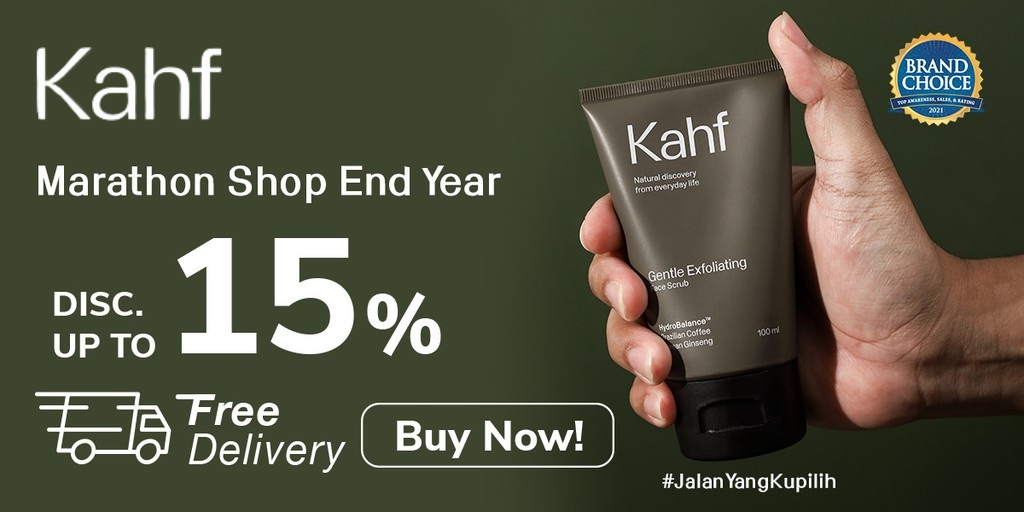 Kahf
Marathon Shop End Year
DISC.
UP TO
15%
Free
Delivery
Buy Now!
Kahf
Natural discovery
from everyday life
Gentle Exfoliating
Face Scrub
HydroBalance™
Brazilian Coffee
Ginseng
100 ml
BRAND
CHOICE
TOP AWARENESS, SALES, & RATING
2021
#JalanYangKupilih